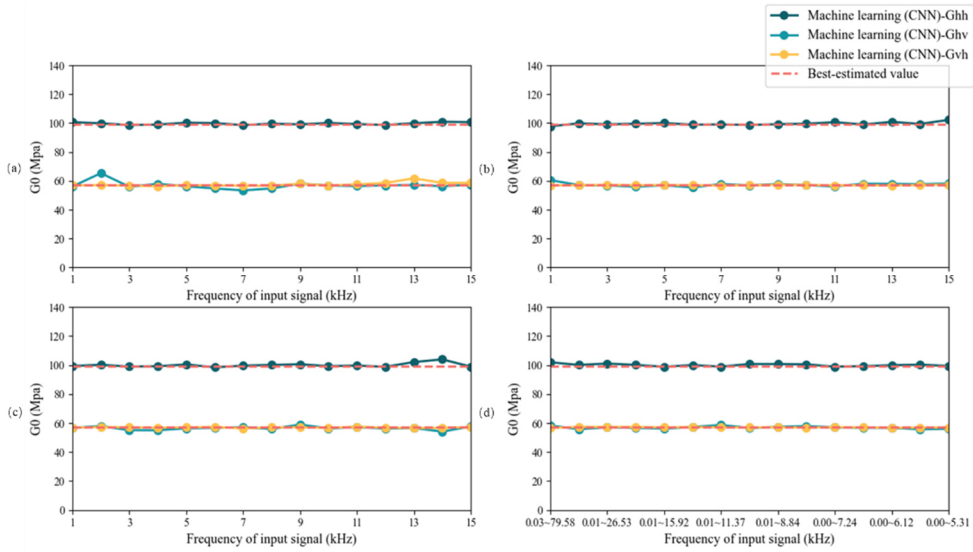 Machine learning (CNN)-Ghh
Machine learning (CNN)-Ghv
Machine learning (CNN)-Gvh
Best-estimated value
(a)
G0 (Mpa)
140
120
100
80
60
40
20
0
1 3 5 7 9 11 13 15
Frequency of input signal (kHz)
(b)
G0 (Mpa)
140
120
100
80
60
40
20
0
1 3 5 7 9 11 13 15
Frequency of input signal (kHz)
(c)
G0 (Mpa)
140
120
100
80
60
40
20
0
1 3 5 7 9 11 13 15
Frequency of input signal (kHz)
(d)
G0 (Mpa)
140
120
100
80
60
40
20
0
0.03~79.58 0.01~26.53 0.01~15.92 0.01~11.37 0.01~8.84 0.00~7.24 0.00~6.12 0.00~5.31
Frequency of input signal (kHz)